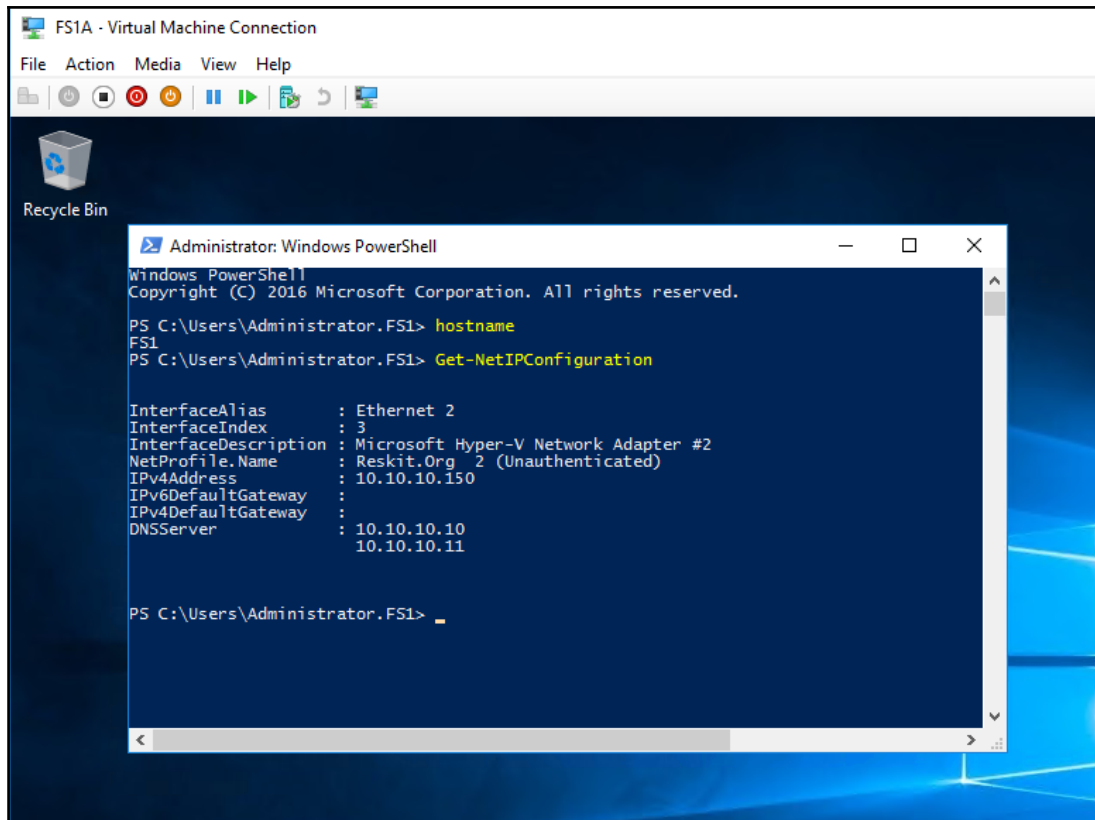 FS1A - Virtual Machine Connection
File Action Media View Help
Recycle Bin
Administrator: Windows PowerShell
Windows PowerShell
Copyright (C) 2016 Microsoft Corporation. All rights reserved.
PS C:\Users\Administrator.FS1> hostname
FS1
PS C:\Users\Administrator.FS1> Get-NetIPConfiguration
InterfaceAlias : Ethernet 2
InterfaceIndex : 3
InterfaceDescription : Microsoft Hyper-V Network Adapter #2
NetProfile.Name : Reskit.Org 2 (Unauthenticated)
IPv4Address : 10.10.10.150
IPv6DefaultGateway :
IPv4DefaultGateway :
DNSServer : 10.10.10.10
10.10.10.11
PS C:\Users\Administrator.FS1>